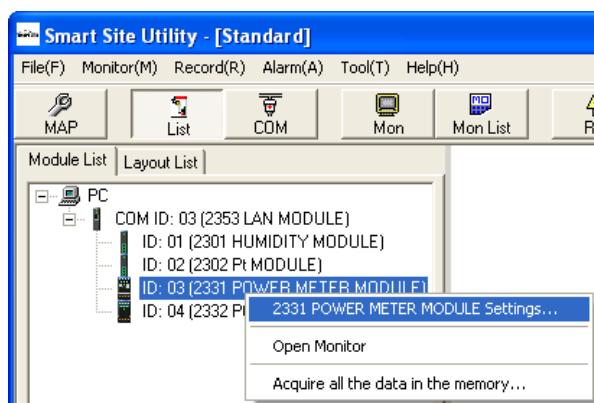 Smart Site Utility - [Standard]
File(F) Monitor(M) Record(R) Alarm(A) Tool(T) Help(H)
MAP List COM Mon Mon List
Module List Layout List
PC
COM ID: 03 (2353 LAN MODULE)
ID: 01 (2301 HUMIDITY MODULE)
ID: 02 (2302 Pt MODULE)
ID: 03 (2331 POWER METER MODULE)
2331 POWER METER MODULE Settings...
ID: 04 (2332
Open Monitor
Acquire all the data in the memory...